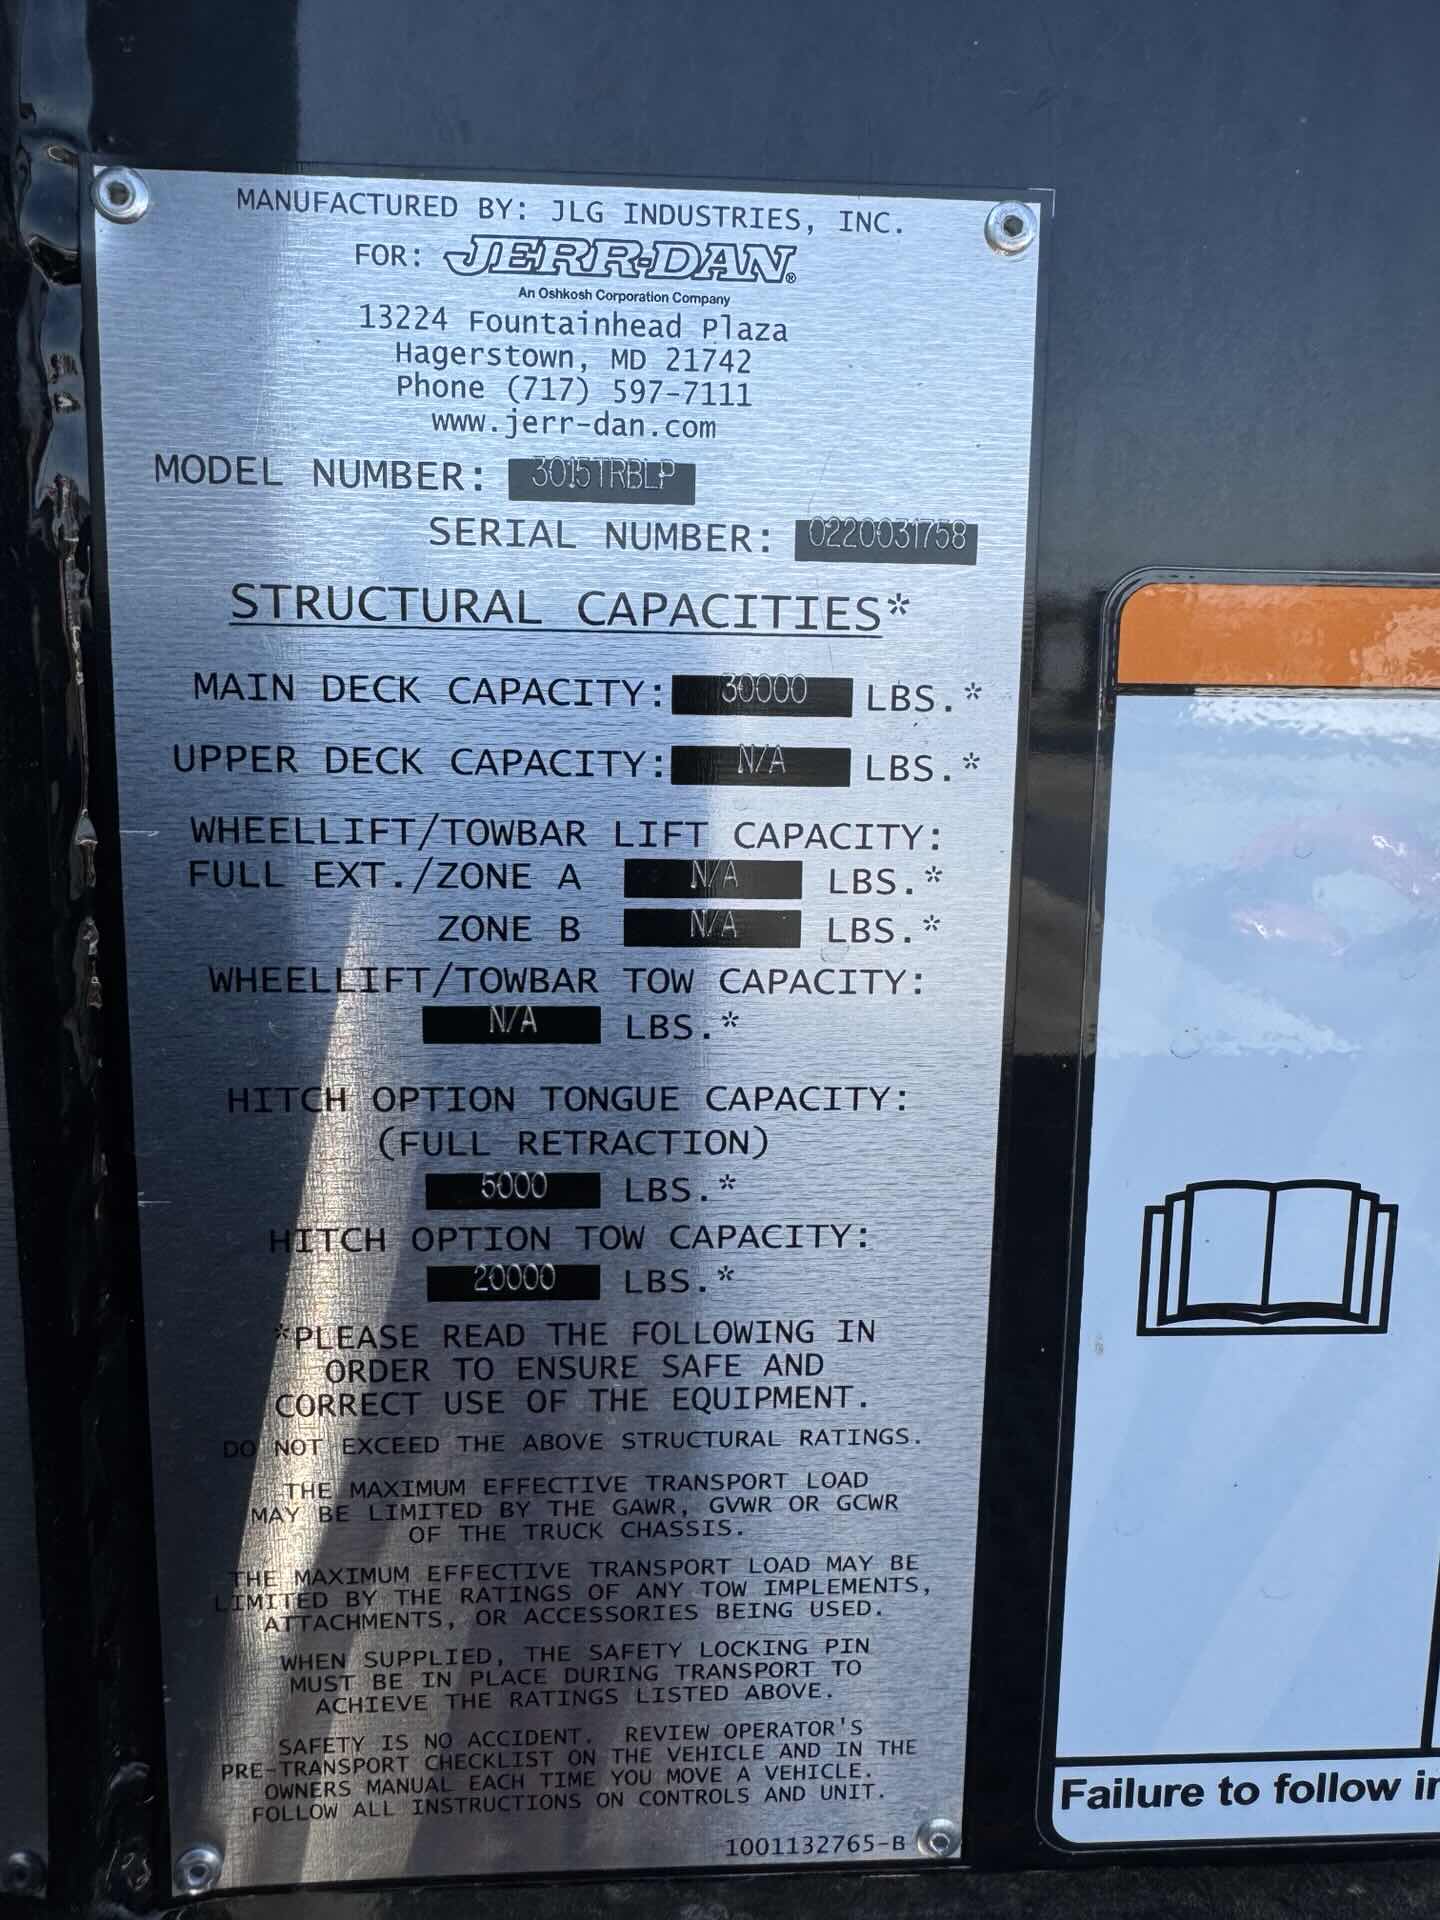 MANUFACTURED BY: JLG INDUSTRIES, INC.
FOR: JERR-DAN®
An Oshkosh Corporation Company
13224 Fountainhead Plaza
Hagerstown, MD 21742
Phone (717) 597-7111
www.jerr-dan.com
MODEL NUMBER: 3015TRBLP
SERIAL NUMBER: 0220031758
STRUCTURAL CAPACITIES*
MAIN DECK CAPACITY: 30000 LBS.*
UPPER DECK CAPACITY: N/A LBS.*
WHEELLIFT/TOWBAR LIFT CAPACITY:
FULL EXT./ZONE A N/A LBS.*
ZONE B N/A LBS.*
WHEELLIFT/TOWBAR TOW CAPACITY:
N/A LBS.*
HITCH OPTION TONGUE CAPACITY:
(FULL RETRACTION)
5000 LBS.*
HITCH OPTION TOW CAPACITY:
20000 LBS.*
*PLEASE READ THE FOLLOWING IN
ORDER TO ENSURE SAFE AND
CORRECT USE OF THE EQUIPMENT.
DO NOT EXCEED THE ABOVE STRUCTURAL RATINGS.
THE MAXIMUM EFFECTIVE TRANSPORT LOAD
MAY BE LIMITED BY THE GAWR, GVWR OR GCWR
OF THE TRUCK CHASSIS.
THE MAXIMUM EFFECTIVE TRANSPORT LOAD MAY BE
LIMITED BY THE RATINGS OF ANY TOW IMPLEMENTS,
ATTACHMENTS, OR ACCESSORIES BEING USED.
WHEN SUPPLIED, THE SAFETY LOCKING PIN
MUST BE IN PLACE DURING TRANSPORT TO
ACHIEVE THE RATINGS LISTED ABOVE.
SAFETY IS NO ACCIDENT. REVIEW OPERATOR'S
PRE-TRANSPORT CHECKLIST ON THE VEHICLE AND IN THE
OWNERS MANUAL EACH TIME YOU MOVE A VEHICLE.
FOLLOW ALL INSTRUCTIONS ON CONTROLS AND UNIT.
1001132765-B
Failure to follow